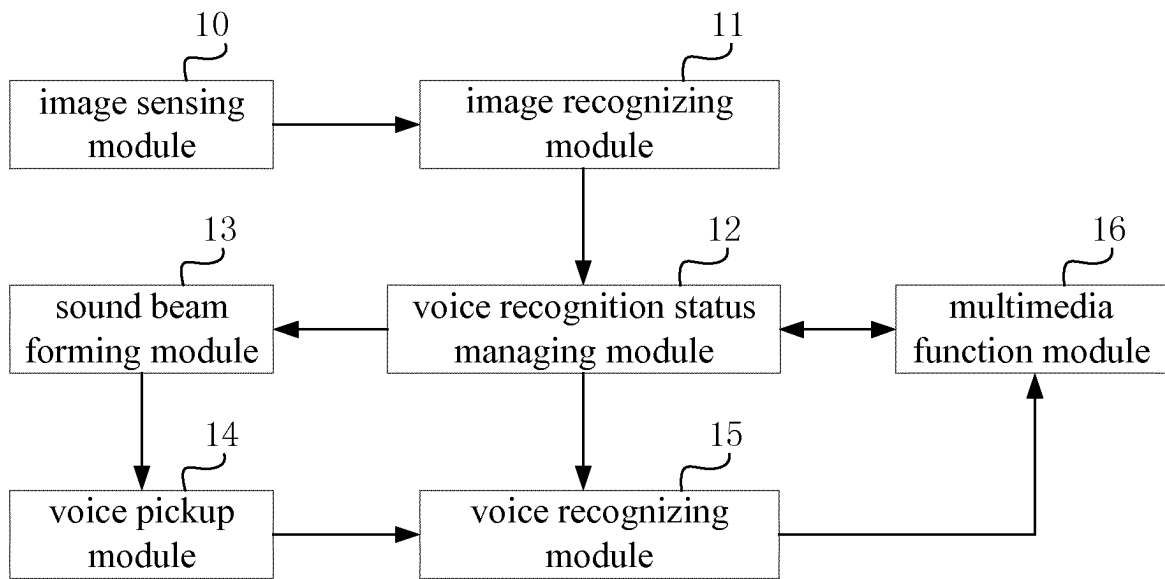 10
11
image sensing
module
image recognizing
module
13
12
16
sound beam
forming module
voice recognition status
managing module
multimedia
function module
14
15
voice pickup
module
voice recognizing
module